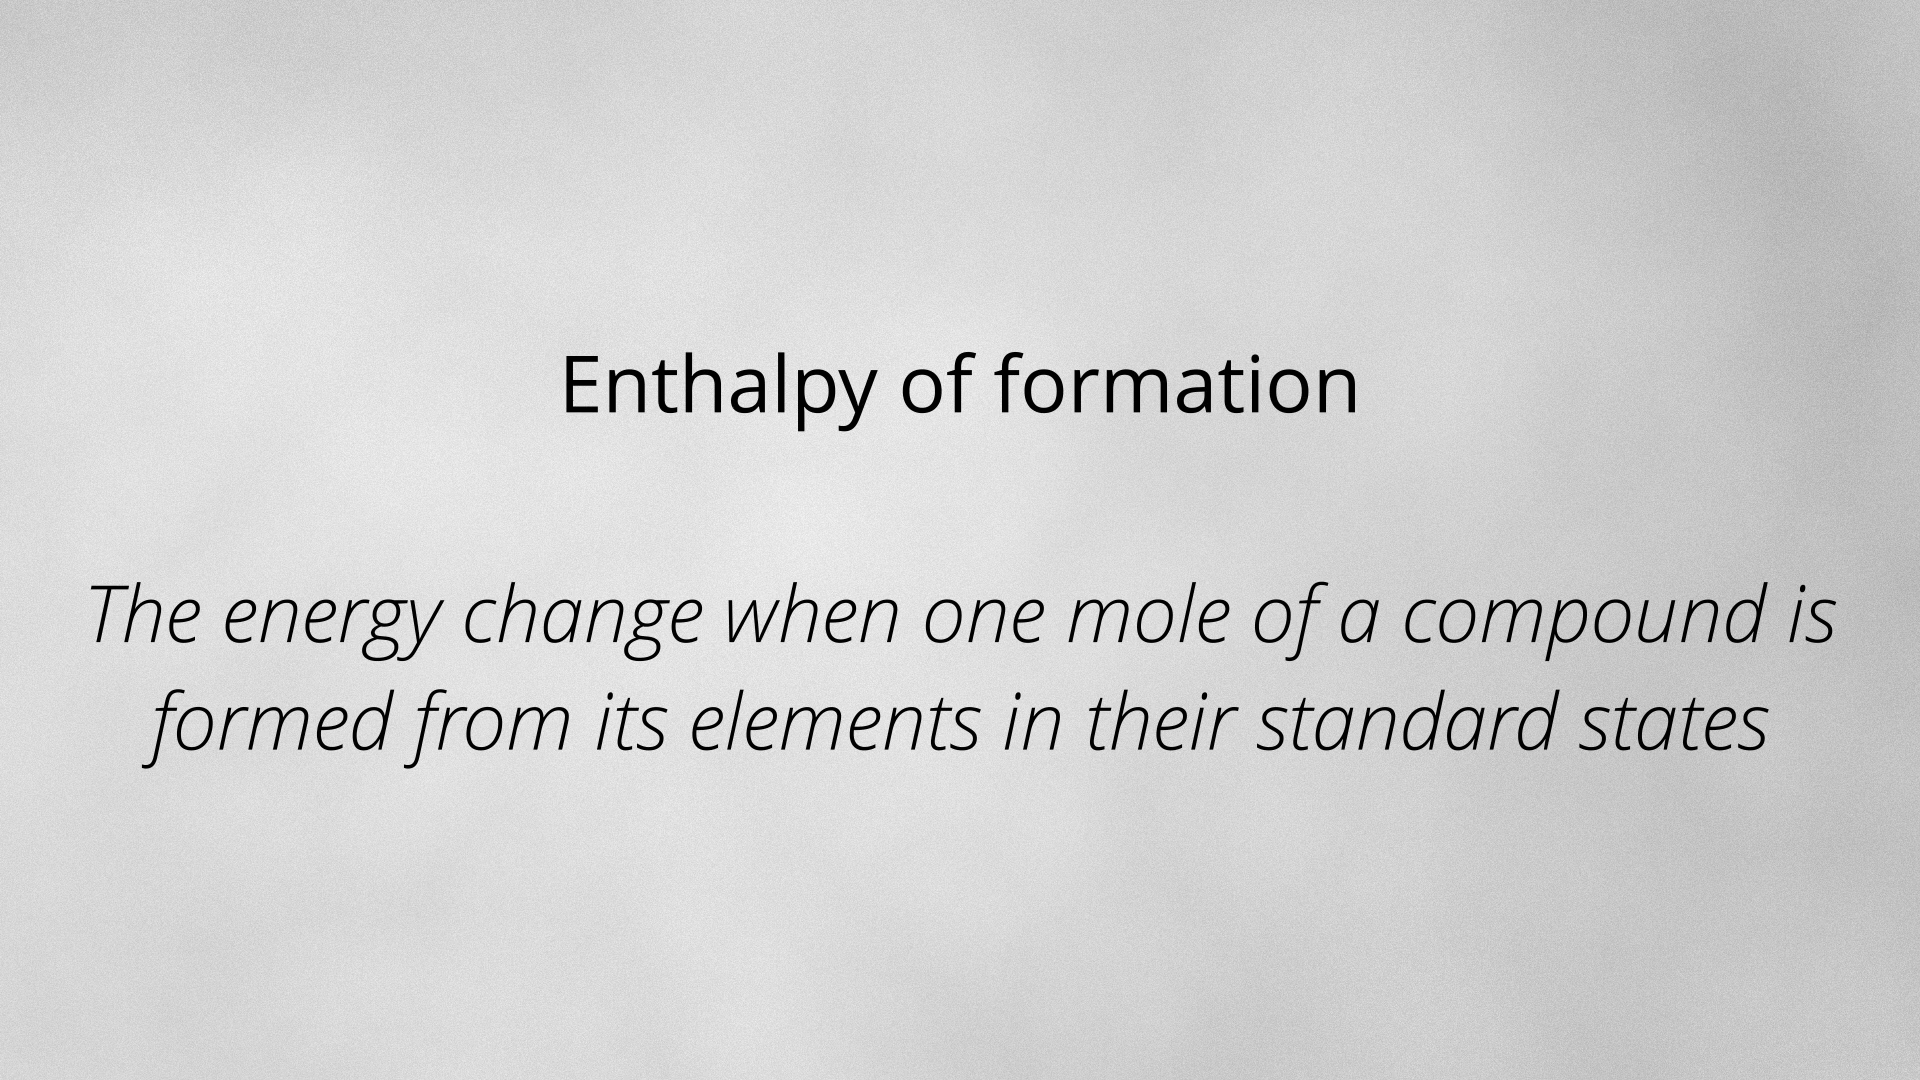 Enthalpy of formation
The energy change when one mole of a compound is
formed from its elements in their standard states